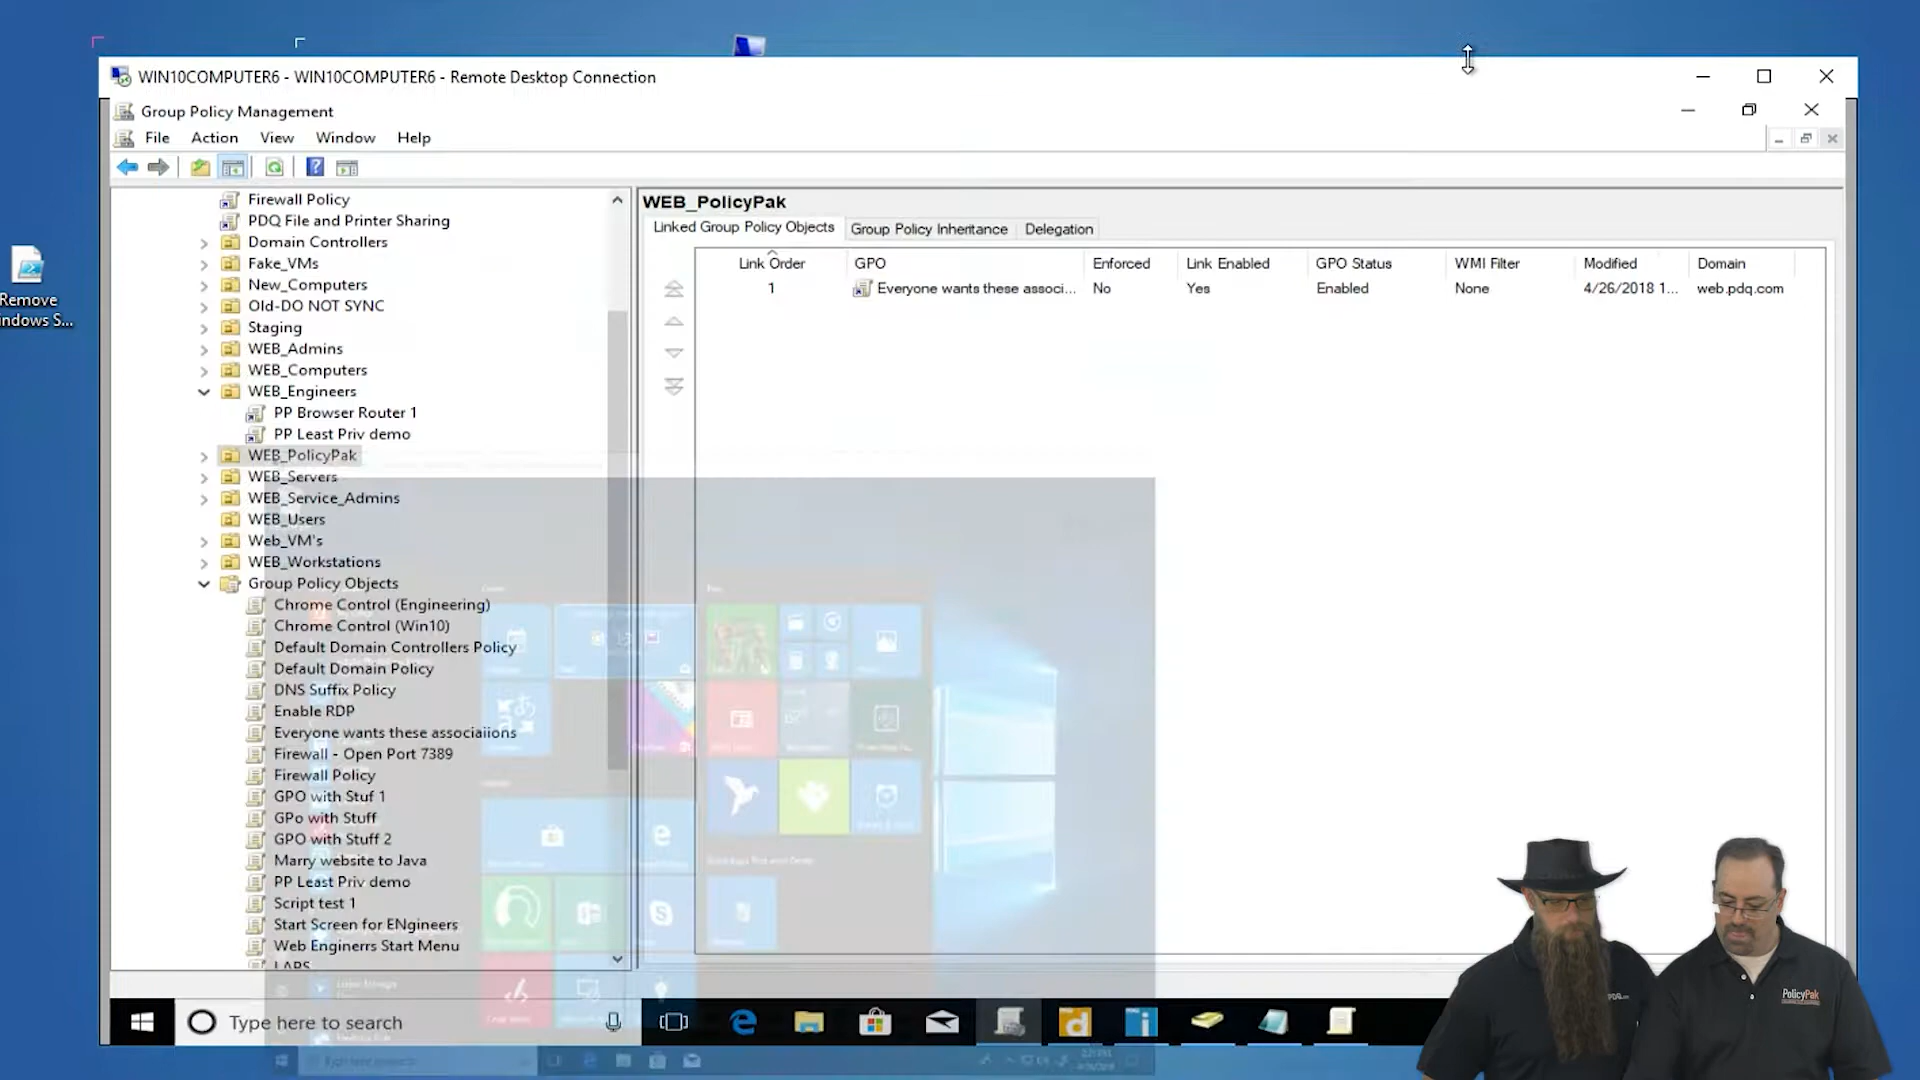 WIN10COMPUTER6 - WIN10COMPUTER6 - Remote Desktop Connection
Group Policy Management
File Action View Window Help
Firewall Policy
PDQ File and Printer Sharing
Domain Controllers
Fake_VMs
New_Computers
Old-DO NOT SYNC
Staging
WEB_Admins
WEB_Computers
WEB_Engineers
PP Browser Router 1
PP Least Priv demo
WEB_PolicyPak
WEB_Servers
WEB_Service_Admins
WEB_Users
Web_VM's
WEB_Workstations
Group Policy Objects
Chrome Control (Engineering)
Chrome Control (Win10)
Default Domain Controllers Policy
Default Domain Policy
DNS Suffix Policy
Enable RDP
Everyone wants these associaiions
Firewall - Open Port 7389
Firewall Policy
GPO with Stuf 1
GPo with Stuff
GPO with Stuff 2
Marry website to Java
PP Least Priv demo
Script test 1
Start Screen for ENgineers
Web Enginerrs Start Menu
LAPS
WEB_PolicyPak
Linked Group Policy Objects Group Policy Inheritance Delegation
Link Order GPO Enforced Link Enabled GPO Status WMI Filter Modified Domain
1 Everyone wants these associ... No Yes Enabled None 4/26/2018 1... web.pdq.com
Remove
indows S...
Type here to search
PolicyPak